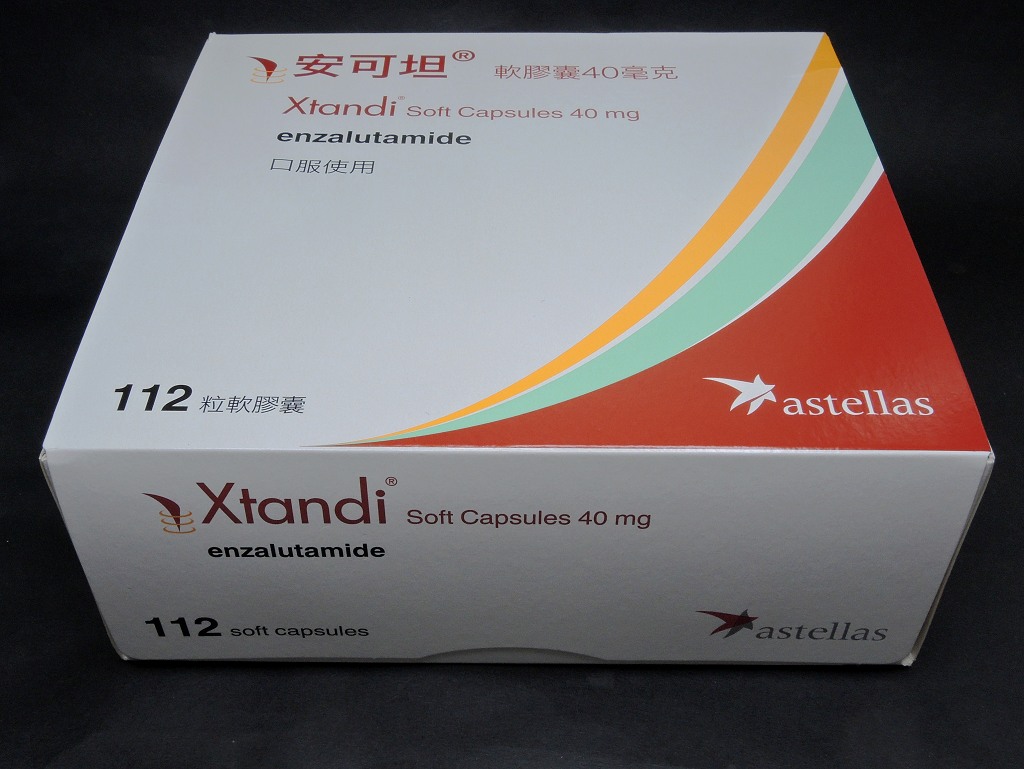 安可坦® 軟膠囊40毫克
Xtandi® Soft Capsules 40 mg
enzalutamide
口服使用
112 粒軟膠囊
astellas
Xtandi® Soft Capsules 40 mg
enzalutamide
112 soft capsules
astellas